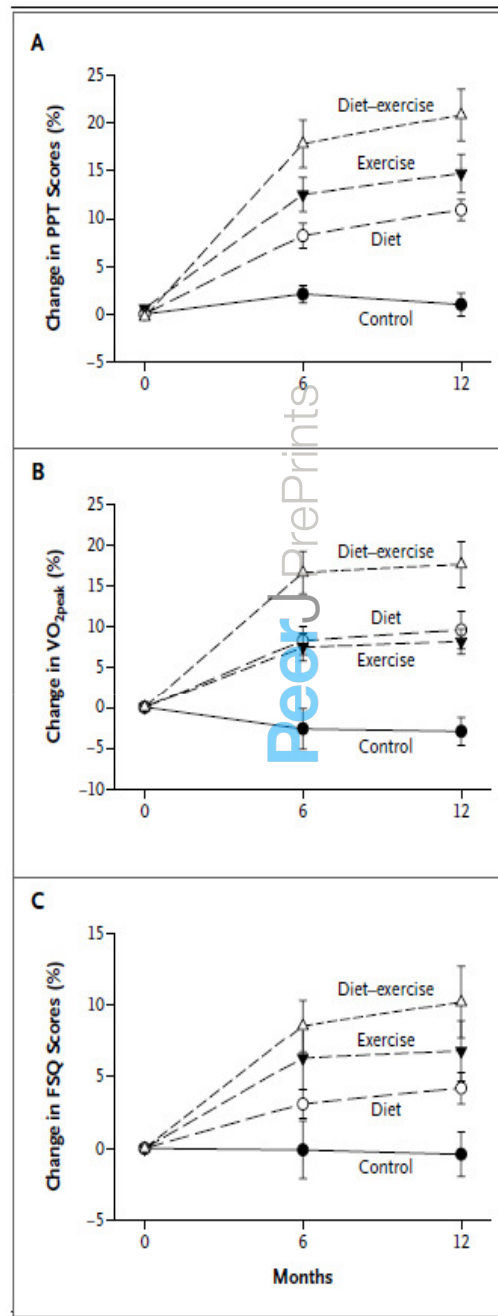 A
Change in PPT Scores (%)
25
20
15
10
5
0
−5
Diet–exercise
Exercise
Diet
Control
0 6 12
B
Change in VO2peak (%)
25
20
15
10
5
0
−5
−10
Diet–exercise
Diet
Exercise
Control
0 6 12
PeerJ PrePrints
C
Change in FSQ Scores (%)
15
10
5
0
−5
Diet–exercise
Exercise
Diet
Control
0 6 12
Months